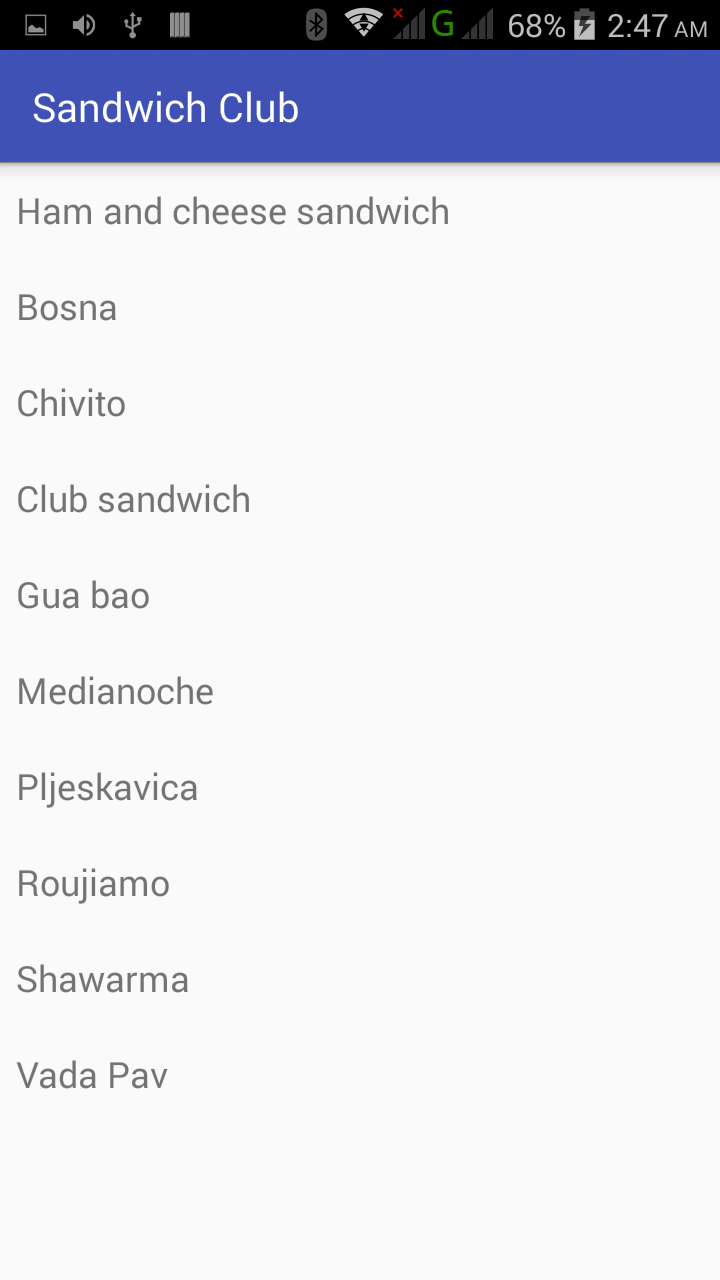 G 68% 2:47 AM
Sandwich Club
Ham and cheese sandwich
Bosna
Chivito
Club sandwich
Gua bao
Medianoche
Pljeskavica
Roujiamo
Shawarma
Vada Pav